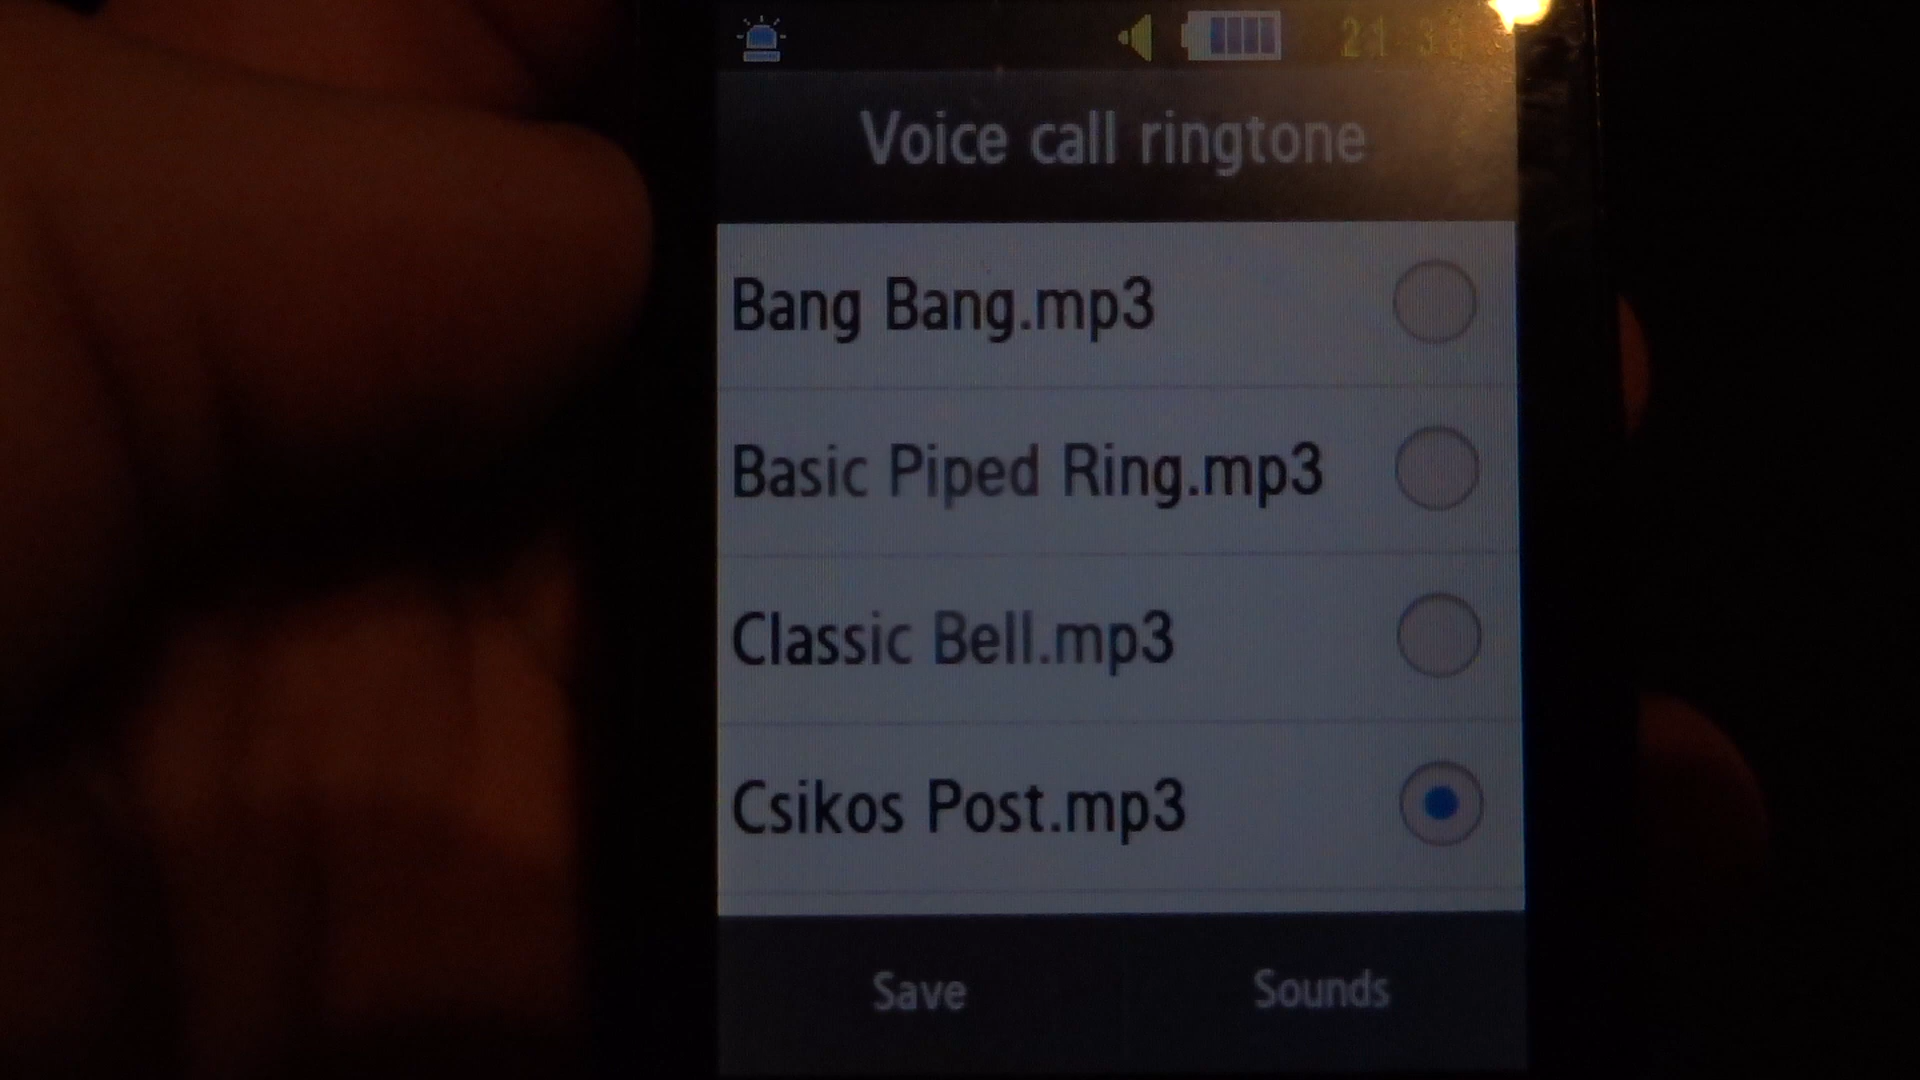 Voice call ringtone
Bang Bang.mp3
Basic Piped Ring.mp3
Classic Bell.mp3
Csikos Post.mp3
Save
Sounds